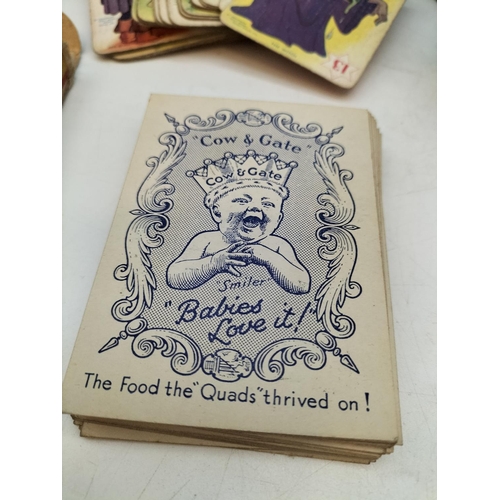 "Cow & Gate"
Cow & Gate
"Smiler"
"Babies
Love it!"
The Food the "Quads" thrived on!